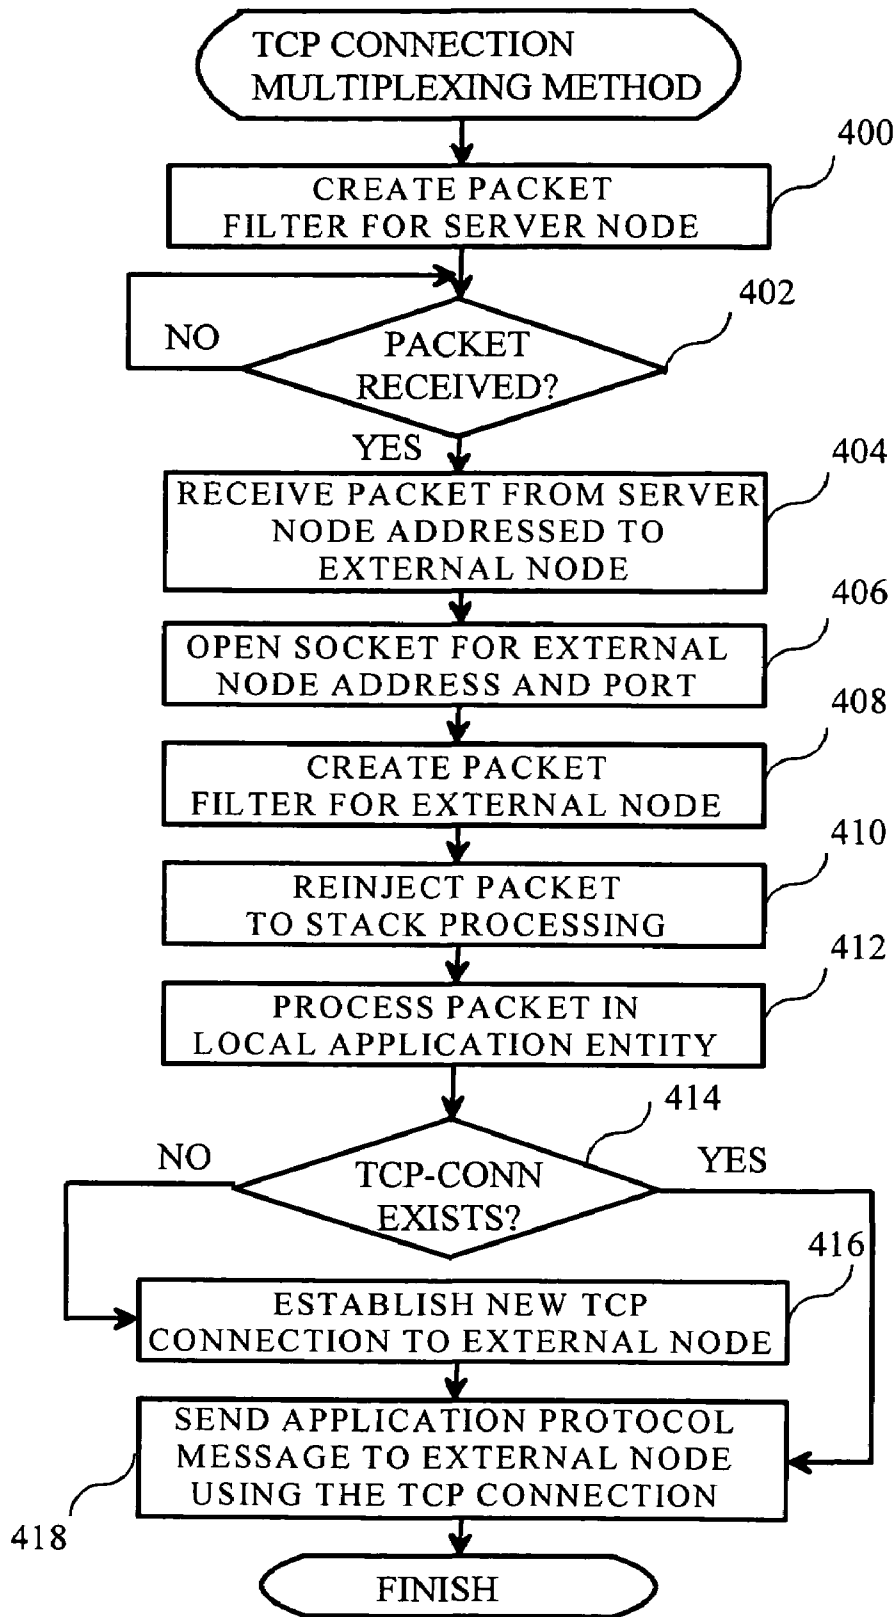 TCP CONNECTION
MULTIPLEXING METHOD
400
CREATE PACKET
FILTER FOR SERVER NODE
402
NO
PACKET
RECEIVED?
YES
404
RECEIVE PACKET FROM SERVER
NODE ADDRESSED TO
EXTERNAL NODE
406
OPEN SOCKET FOR EXTERNAL
NODE ADDRESS AND PORT
408
CREATE PACKET
FILTER FOR EXTERNAL NODE
410
REINJECT PACKET
TO STACK PROCESSING
412
PROCESS PACKET IN
LOCAL APPLICATION ENTITY
414
NO
YES
TCP-CONN
EXISTS?
416
ESTABLISH NEW TCP
CONNECTION TO EXTERNAL NODE
SEND APPLICATION PROTOCOL
MESSAGE TO EXTERNAL NODE
USING THE TCP CONNECTION
418
FINISH